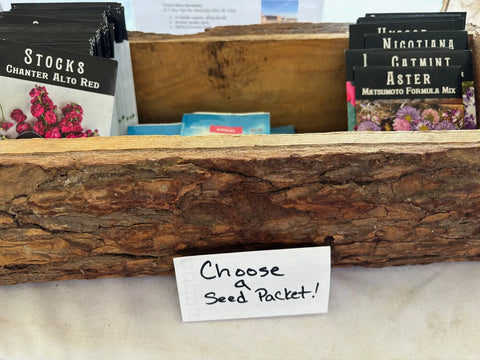 STOCKS
CHANTER ALTO RED
NICOTIANA
CATMINT
ASTER
MATSUMOTO FORMULA MIX
Choose
a
Seed Packet!